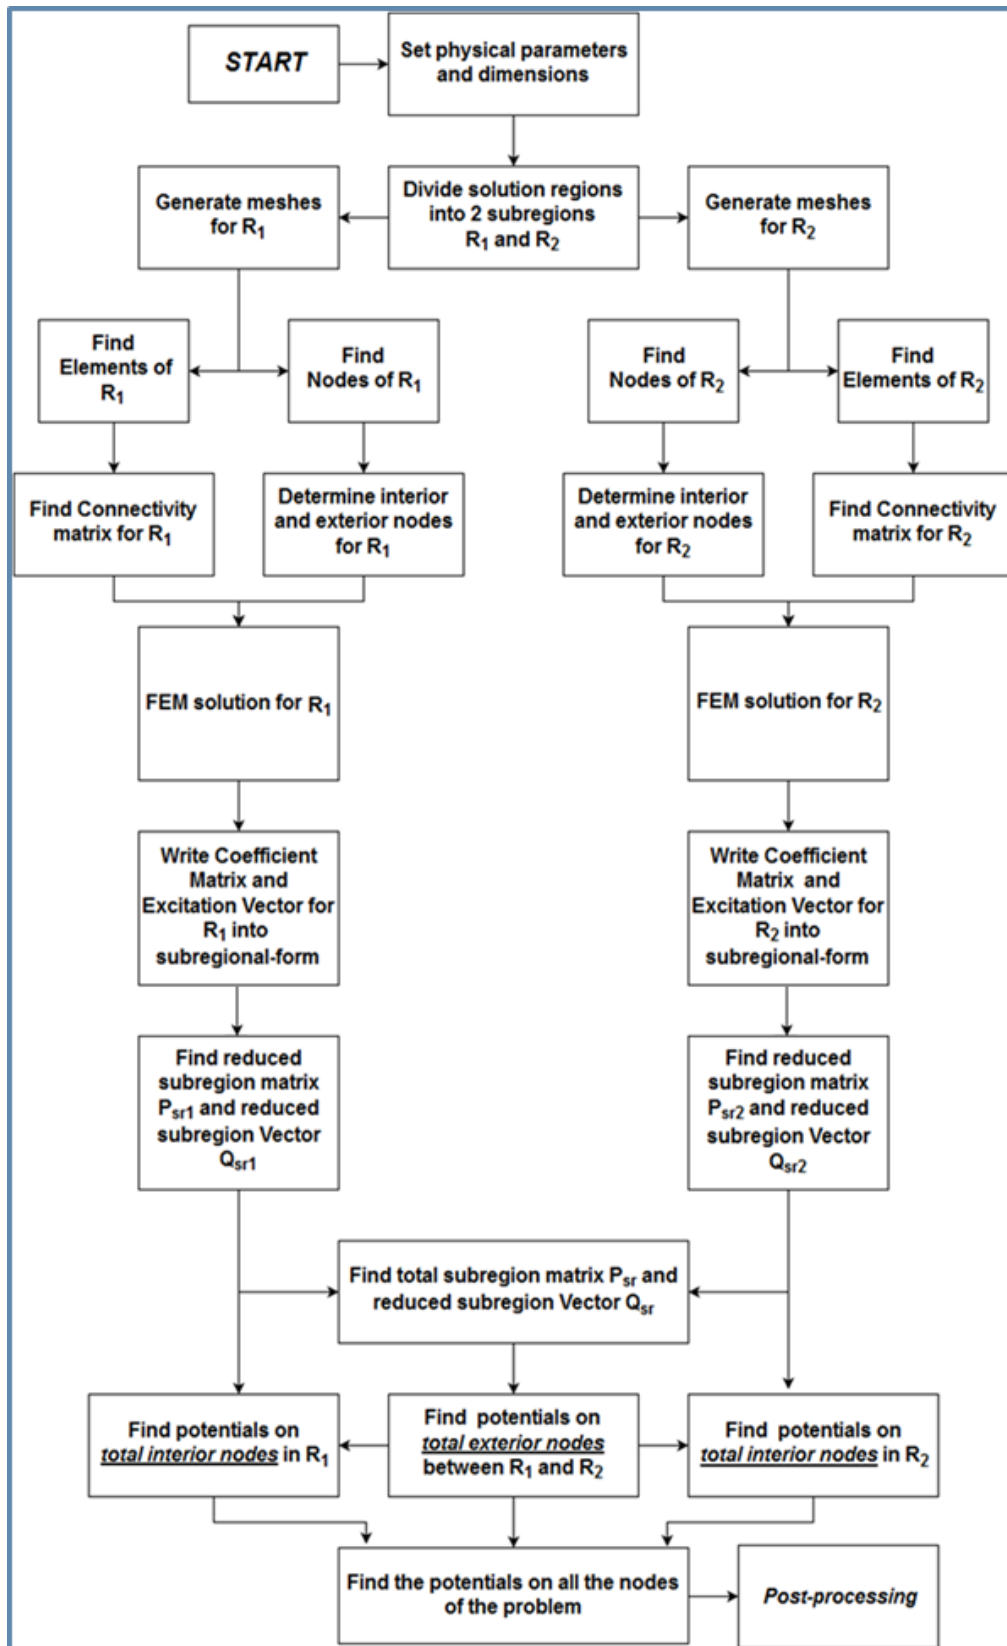 START
Set physical parameters
and dimensions
Generate meshes
for R₁
Divide solution regions
into 2 subregions
R₁ and R₂
Generate meshes
for R₂
Find
Elements of
R₁
Find
Nodes of R₁
Find
Nodes of R₂
Find
Elements of R₂
Find Connectivity
matrix for R₁
Determine interior
and exterior nodes
for R₁
Determine interior
and exterior nodes
for R₂
Find Connectivity
matrix for R₂
FEM solution for R₁
FEM solution for R₂
Write Coefficient
Matrix and
Excitation Vector for
R₁ into
subregional-form
Write Coefficient
Matrix and
Excitation Vector for
R₂ into
subregional-form
Find reduced
subregion matrix
Pₛᵣ₁ and reduced
subregion Vector
Qₛᵣ₁
Find reduced
subregion matrix
Pₛᵣ₂ and reduced
subregion Vector
Qₛᵣ₂
Find total subregion matrix Pₛᵣ and
reduced subregion Vector Qₛᵣ
Find potentials on
total interior nodes in R₁
Find potentials on
total exterior nodes
between R₁ and R₂
Find potentials on
total interior nodes in R₂
Find the potentials on all the nodes
of the problem
Post-processing